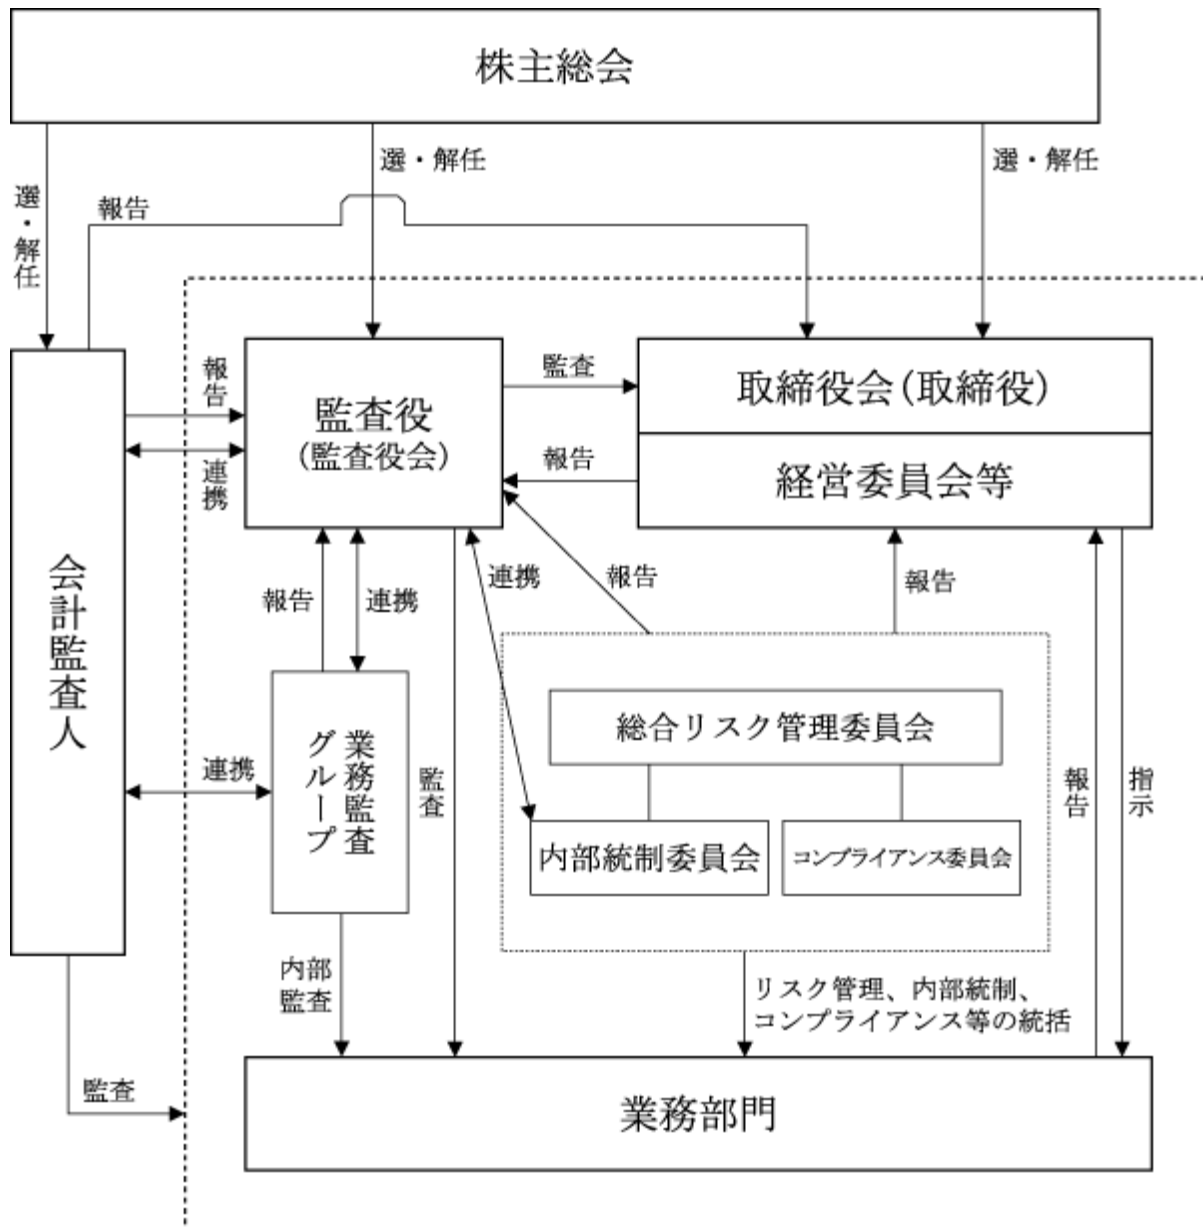 株主総会
選・解任
選・解任
選・解任
報告
報告
連携
監査役
(監査役会)
監査
報告
取締役会(取締役)
経営委員会等
会計監査人
報告
連携
連携
報告
報告
総合リスク管理委員会
内部統制委員会
コンプライアンス委員会
連携
業務監査
グループ
監査
報告
指示
内部
監査
リスク管理、内部統制、
コンプライアンス等の統括
監査
業務部門